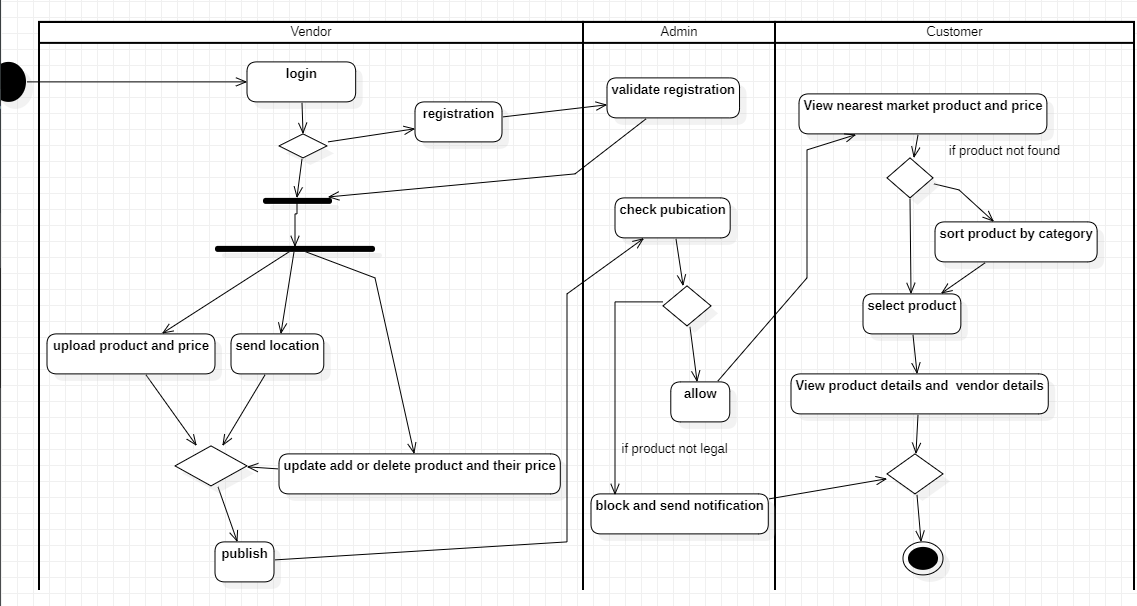 Vendor
Admin
Customer
login
registration
validate registration
View nearest market product and price
if product not found
check pubication
sort product by category
select product
upload product and price
send location
View product details and  vendor details
allow
if product not legal
update add or delete product and their price
block and send notification
publish